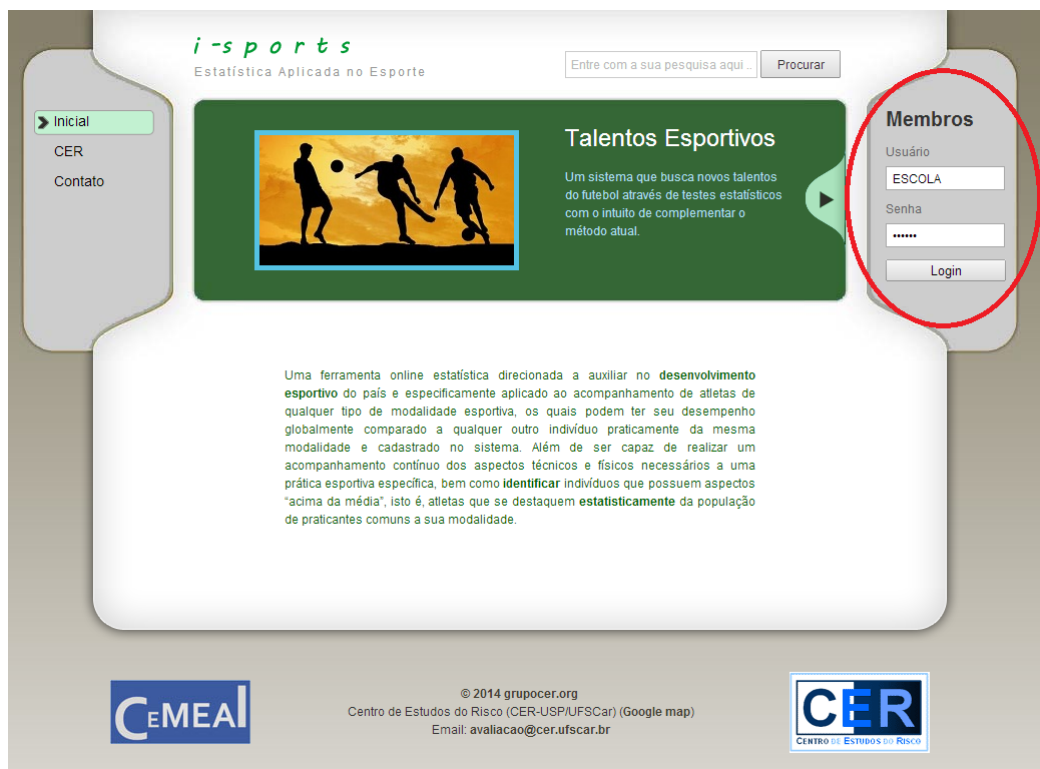 i-sports
Estatística Aplicada no Esporte
Entre com a sua pesquisa aqui ..
Procurar
Inicial
CER
Contato
Talentos Esportivos
Um sistema que busca novos talentos
do futebol através de testes estatísticos
com o intuito de complementar o
método atual.
Membros
Usuário
ESCOLA
Senha
••••••
Login
Uma ferramenta online estatística direcionada a auxiliar no desenvolvimento
esportivo do país e especificamente aplicado ao acompanhamento de atletas de
qualquer tipo de modalidade esportiva, os quais podem ter seu desempenho
globalmente comparado a qualquer outro indivíduo praticamente da mesma
modalidade e cadastrado no sistema. Além de ser capaz de realizar um
acompanhamento contínuo dos aspectos técnicos e físicos necessários a uma
prática esportiva específica, bem como identificar indivíduos que possuem aspectos
“acima da média”, isto é, atletas que se destaquem estatisticamente da população
de praticantes comuns a sua modalidade.
CEMEAI
© 2014 grupocer.org
Centro de Estudos do Risco (CER-USP/UFSCar) (Google map)
Email: avaliacao@cer.ufscar.br
CER
CENTRO DE ESTUDOS DO RISCO